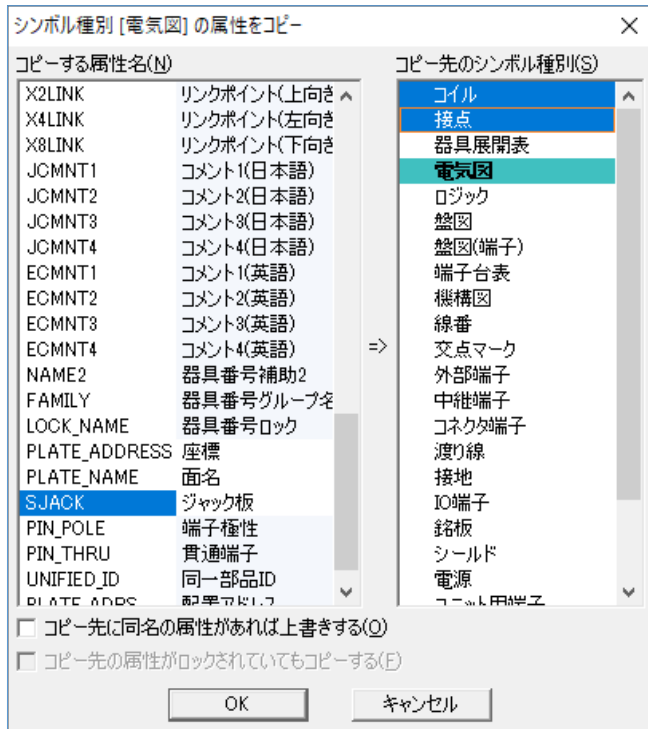 シンボル種別 [電気図] の属性をコピー
コピーする属性名(N)
X2LINK リンクポイント(上向き
X4LINK リンクポイント(左向き
X8LINK リンクポイント(下向き
JCMNT1 コメント1(日本語)
JCMNT2 コメント2(日本語)
JCMNT3 コメント3(日本語)
JCMNT4 コメント4(日本語)
ECMNT1 コメント1(英語)
ECMNT2 コメント2(英語)
ECMNT3 コメント3(英語)
ECMNT4 コメント4(英語)
NAME2 器具番号補助2
FAMILY 器具番号グループ名
LOCK_NAME 器具番号ロック
PLATE_ADDRESS 座標
PLATE_NAME 面名
SJACK ジャック板
PIN_POLE 端子極性
PIN_THRU 貫通端子
UNIFIED_ID 同一部品ID
PLATE_ADRS 配置アドレス
=>
コピー先のシンボル種別(S)
コイル
接点
器具展開表
電気図
ロジック
盤図
盤図(端子)
端子台表
機構図
線番
交点マーク
外部端子
中継端子
コネクタ端子
渡り線
接地
IO端子
銘板
シールド
電源
ユニット用端子
コピー先に同名の属性があれば上書きする(O)
コピー先の属性がロックされていてもコピーする(F)
OK キャンセル